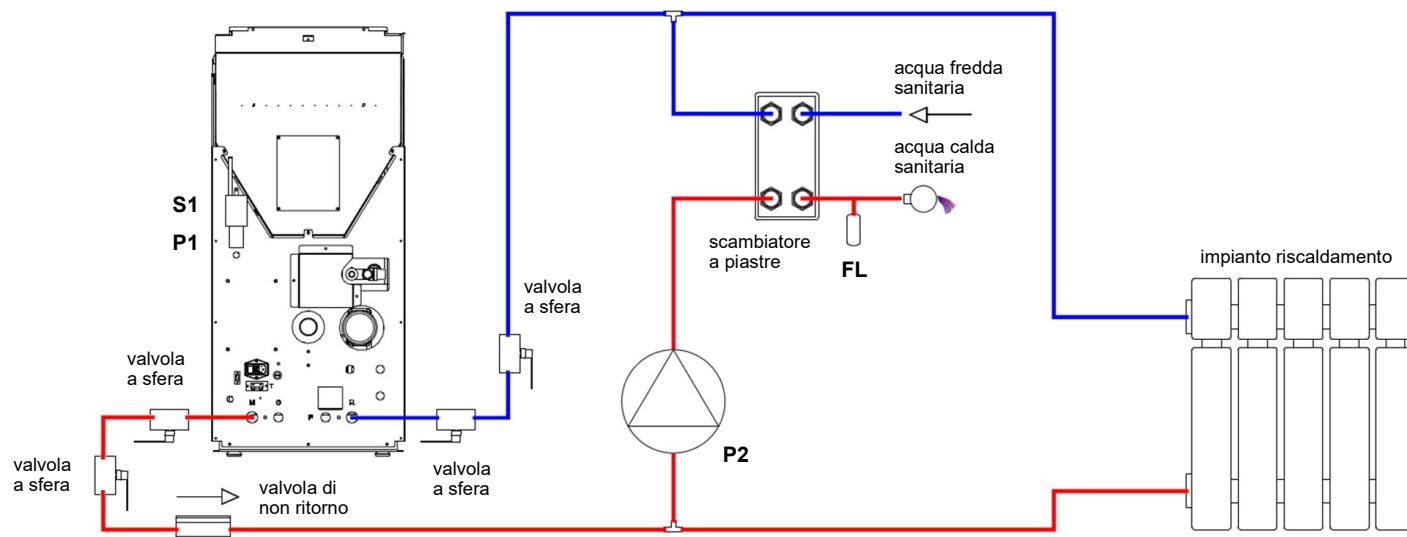 acqua fredda
sanitaria
acqua calda
sanitaria
S1
P1
scambiatore
a piastre
FL
impianto riscaldamento
valvola
a sfera
valvola
a sfera
T
M
R
P2
valvola
a sfera
valvola
a sfera
valvola di
non ritorno